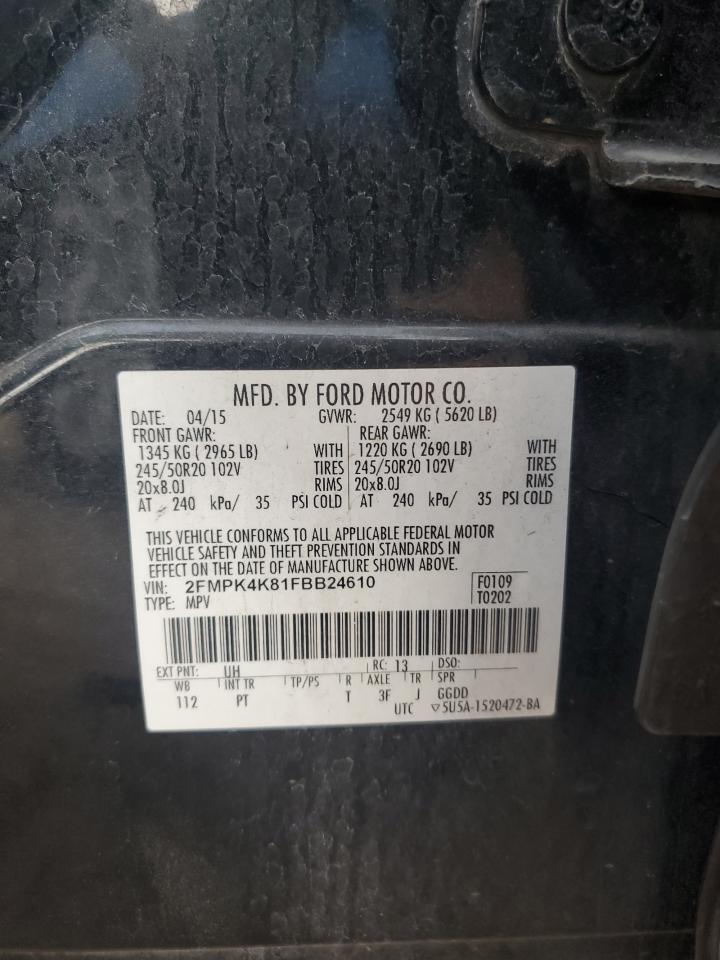 MFD. BY FORD MOTOR CO.
DATE: 04/15 GVWR: 2549 KG ( 5620 LB)
FRONT GAWR: REAR GAWR:
1345 KG ( 2965 LB) WITH 1220 KG ( 2690 LB) WITH
245/50R20 102V TIRES 245/50R20 102V TIRES
20x8.0J RIMS 20x8.0J RIMS
AT 240 kPa/ 35 PSI COLD AT 240 kPa/ 35 PSI COLD
THIS VEHICLE CONFORMS TO ALL APPLICABLE FEDERAL MOTOR
VEHICLE SAFETY AND THEFT PREVENTION STANDARDS IN
EFFECT ON THE DATE OF MANUFACTURE SHOWN ABOVE.
VIN: 2FMPK4K81FBB24610 F0109
TYPE: MPV T0202
EXT PNT: UH RC: 13 DSO:
WB INT TR TP/PS R AXLE TR SPR
112 PT T 3F J GGDD
UTC ▽5U5A-1520472-BA